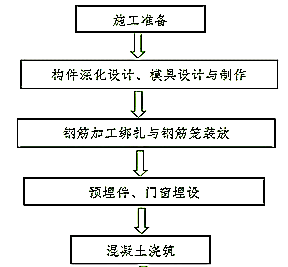 施工准备
构件深化设计、模具设计与制作
钢筋加工绑扎与钢筋笼装放
预埋件、门窗埋设
混凝土浇筑